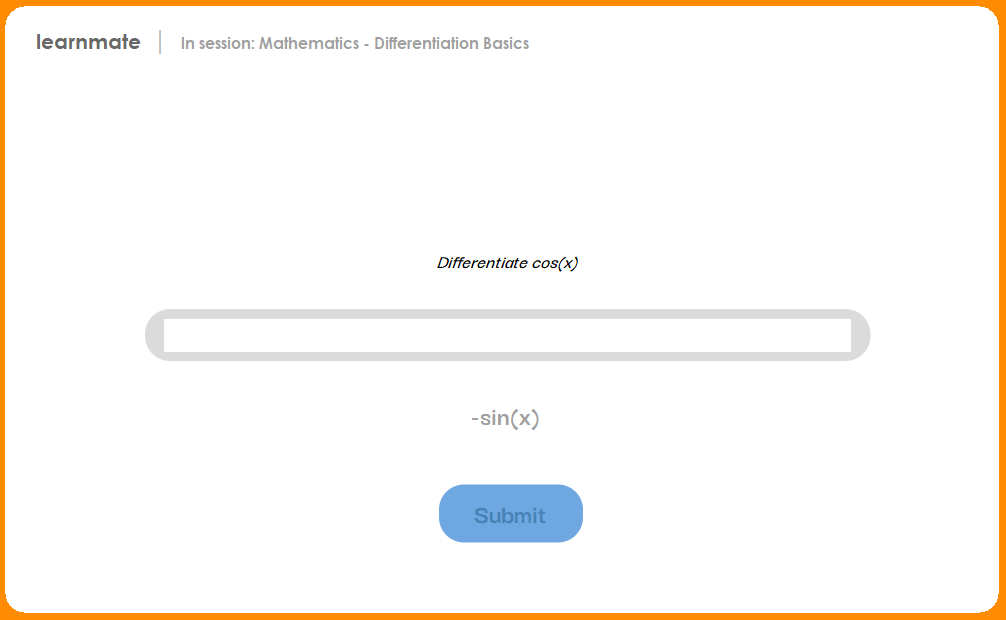 learnmate | In session: Mathematics - Differentiation Basics
Differentiate cos(x)
-sin(x)
Submit